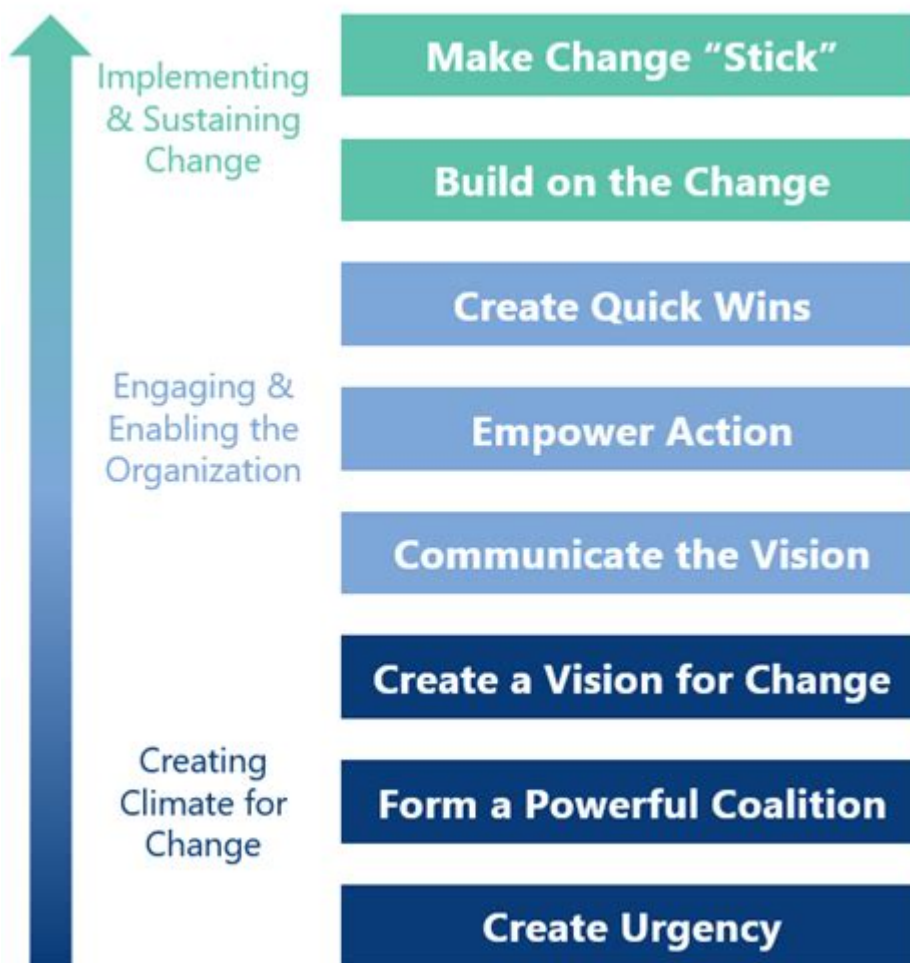 Implementing
& Sustaining
Change
Make Change “Stick”
Build on the Change
Engaging &
Enabling the
Organization
Create Quick Wins
Empower Action
Communicate the Vision
Creating
Climate for
Change
Create a Vision for Change
Form a Powerful Coalition
Create Urgency